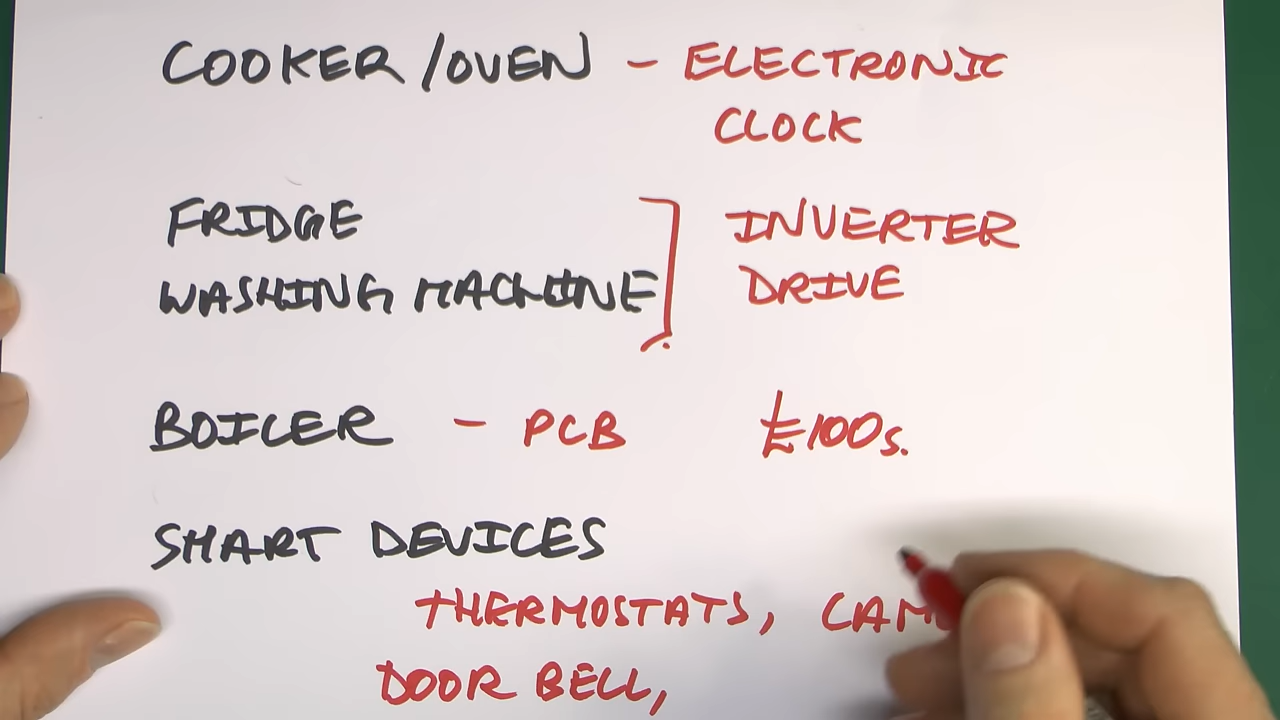 COOKER/OVEN - ELECTRONIC
CLOCK
FRIDGE
WASHING MACHINE ] INVERTER
DRIVE
BOILER - PCB £100s.
SMART DEVICES
THERMOSTATS,
DOOR BELL,